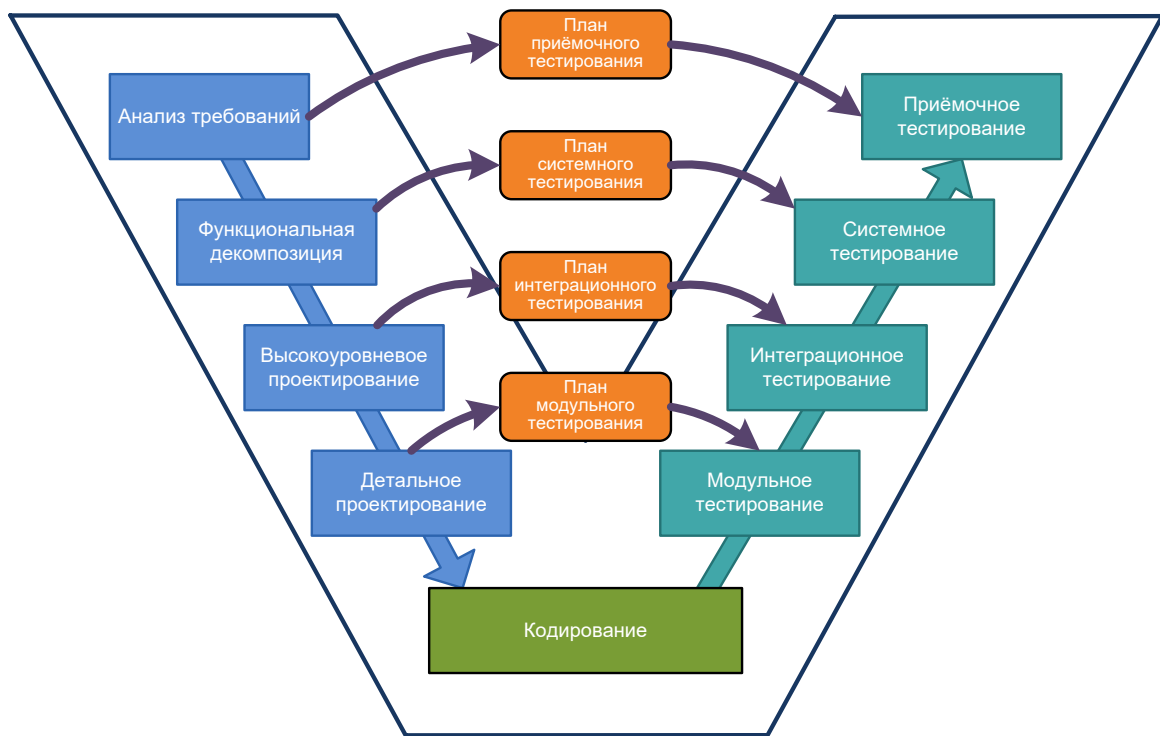 План
приёмочного
тестирования
Анализ требований
Приёмочное
тестирование
План
системного
тестирования
Функциональная
декомпозиция
Системное
тестирование
План
интеграционного
тестирования
Высокоуровневое
проектирование
Интеграционное
тестирование
План
модульного
тестирования
Детальное
проектирование
Модульное
тестирование
Кодирование